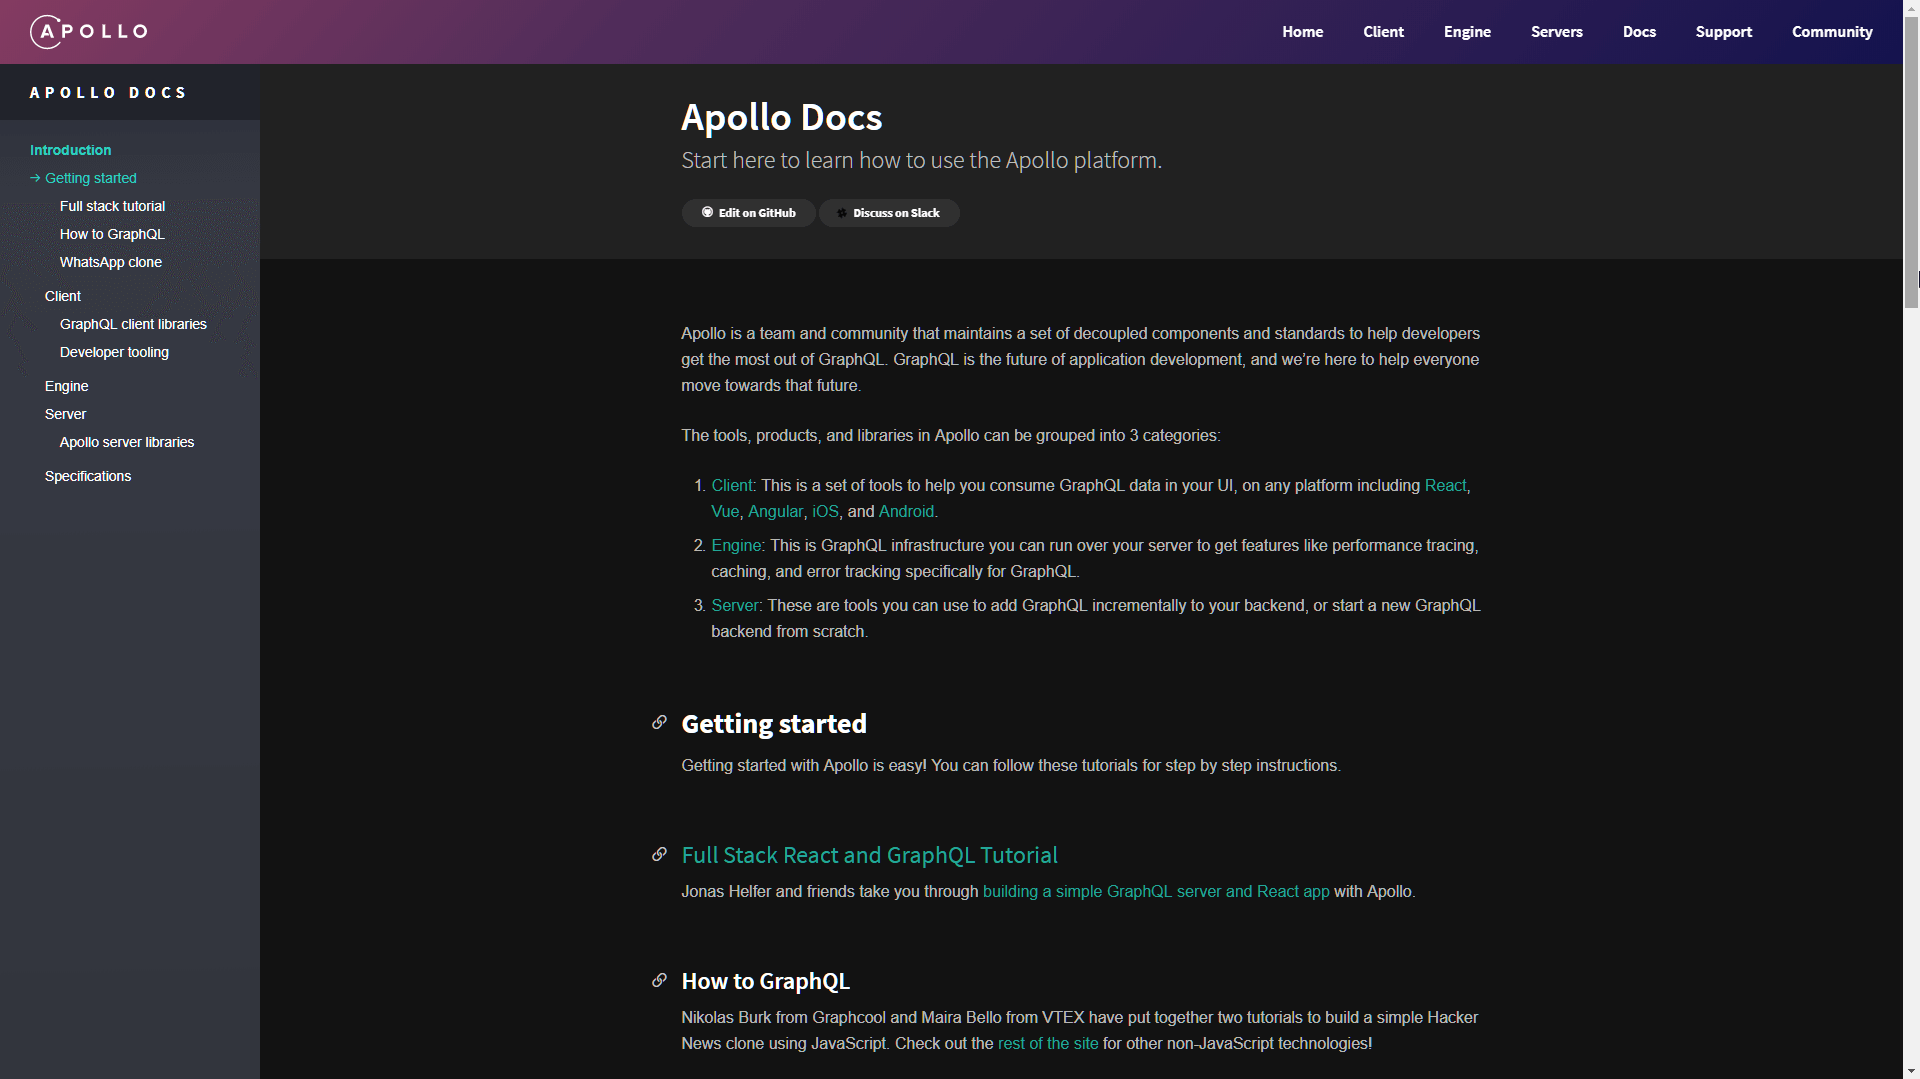 APOLLO
Home Client Engine Servers Docs Support Community
APOLLO DOCS
Introduction
→ Getting started
Full stack tutorial
How to GraphQL
WhatsApp clone
Client
GraphQL client libraries
Developer tooling
Engine
Server
Apollo server libraries
Specifications
Apollo Docs
Start here to learn how to use the Apollo platform.
Edit on GitHub Discuss on Slack
Apollo is a team and community that maintains a set of decoupled components and standards to help developers
get the most out of GraphQL. GraphQL is the future of application development, and we’re here to help everyone
move towards that future.
The tools, products, and libraries in Apollo can be grouped into 3 categories:
1. Client: This is a set of tools to help you consume GraphQL data in your UI, on any platform including React,
Vue, Angular, iOS, and Android.
2. Engine: This is GraphQL infrastructure you can run over your server to get features like performance tracing,
caching, and error tracking specifically for GraphQL.
3. Server: These are tools you can use to add GraphQL incrementally to your backend, or start a new GraphQL
backend from scratch.
Getting started
Getting started with Apollo is easy! You can follow these tutorials for step by step instructions.
Full Stack React and GraphQL Tutorial
Jonas Helfer and friends take you through building a simple GraphQL server and React app with Apollo.
How to GraphQL
Nikolas Burk from Graphcool and Maira Bello from VTEX have put together two tutorials to build a simple Hacker
News clone using JavaScript. Check out the rest of the site for other non-JavaScript technologies!